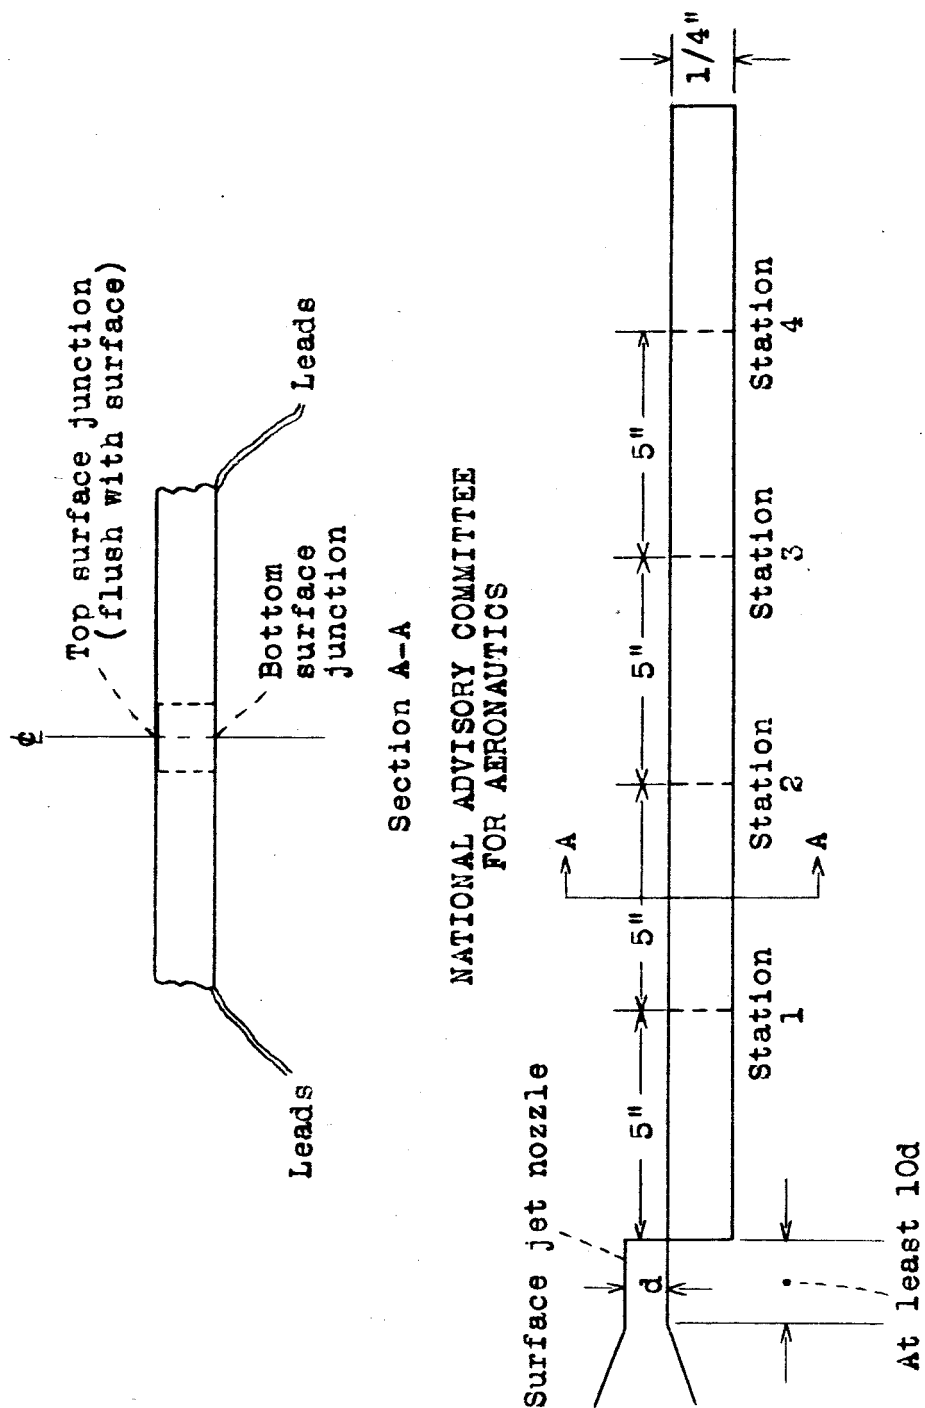 ℄
Top surface junction
(flush with surface)
Leads
Leads
Bottom
surface
junction
Section A-A
NATIONAL ADVISORY COMMITTEE
FOR AERONAUTICS
Surface jet nozzle
d
5"
5"
5"
5"
1/4"
A
A
Station
1
Station
2
Station
3
Station
4
At least 10d